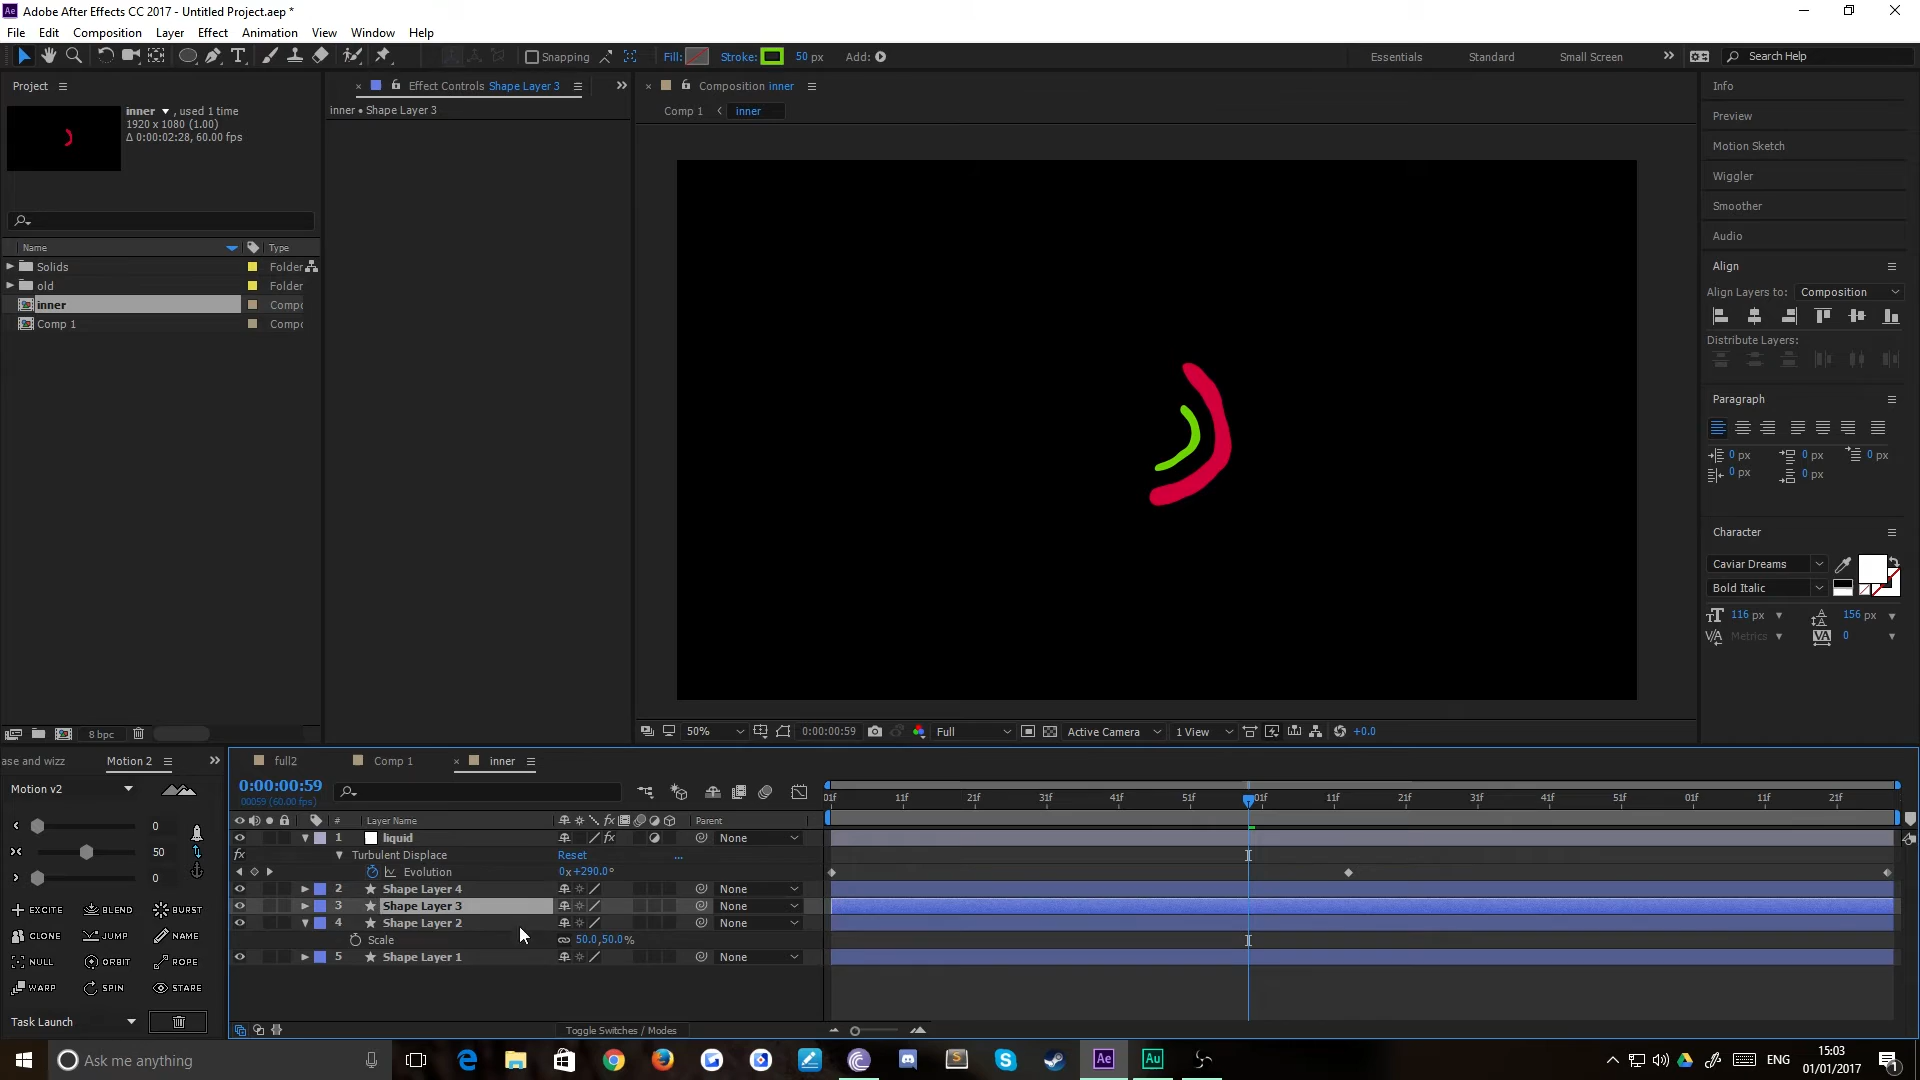 Ae Adobe After Effects CC 2017 - Untitled Project.aep *
File Edit Composition Layer Effect Animation View Window Help
T Snapping Fill: Stroke: 50 px Add: Essentials Standard Small Screen » Search Help
Project
inner , used 1 time
1920 x 1080 (1.00)
Δ 0:00:02:28, 60.00 fps
Name Type
Solids Folder
old Folder
inner Compo
Comp 1 Compo
8 bpc
× Effect Controls Shape Layer 3 »
inner • Shape Layer 3
× Composition inner
Comp 1 < inner
50% 0:00:00:59 Full Active Camera 1 View +0.0
Info
Preview
Motion Sketch
Wiggler
Smoother
Audio
Align
Align Layers to: Composition
Distribute Layers:
Paragraph
0 px 0 px 0 px
0 px 0 px
Character
Caviar Dreams
Bold Italic
116 px 156 px
Metrics 0
ase and wizz Motion 2 »
Motion v2
0
50
0
EXCITE BLEND BURST
CLONE JUMP NAME
NULL ORBIT ROPE
WARP SPIN STARE
Task Launch
full2 Comp 1 × inner
0:00:00:59
00059 (60.00 fps)
# Layer Name fx Parent
1 liquid fx None
fx Turbulent Displace Reset ...
Evolution 0x+290.0°
2 Shape Layer 4 None
3 Shape Layer 3 None
4 Shape Layer 2 None
Scale 50.0,50.0%
5 Shape Layer 1 None
Toggle Switches / Modes
01f 11f 21f 31f 41f 51f 01f 11f 21f 31f 41f 51f 01f 11f 21f
Ask me anything Ae Au ENG
15:03
01/01/2017
1